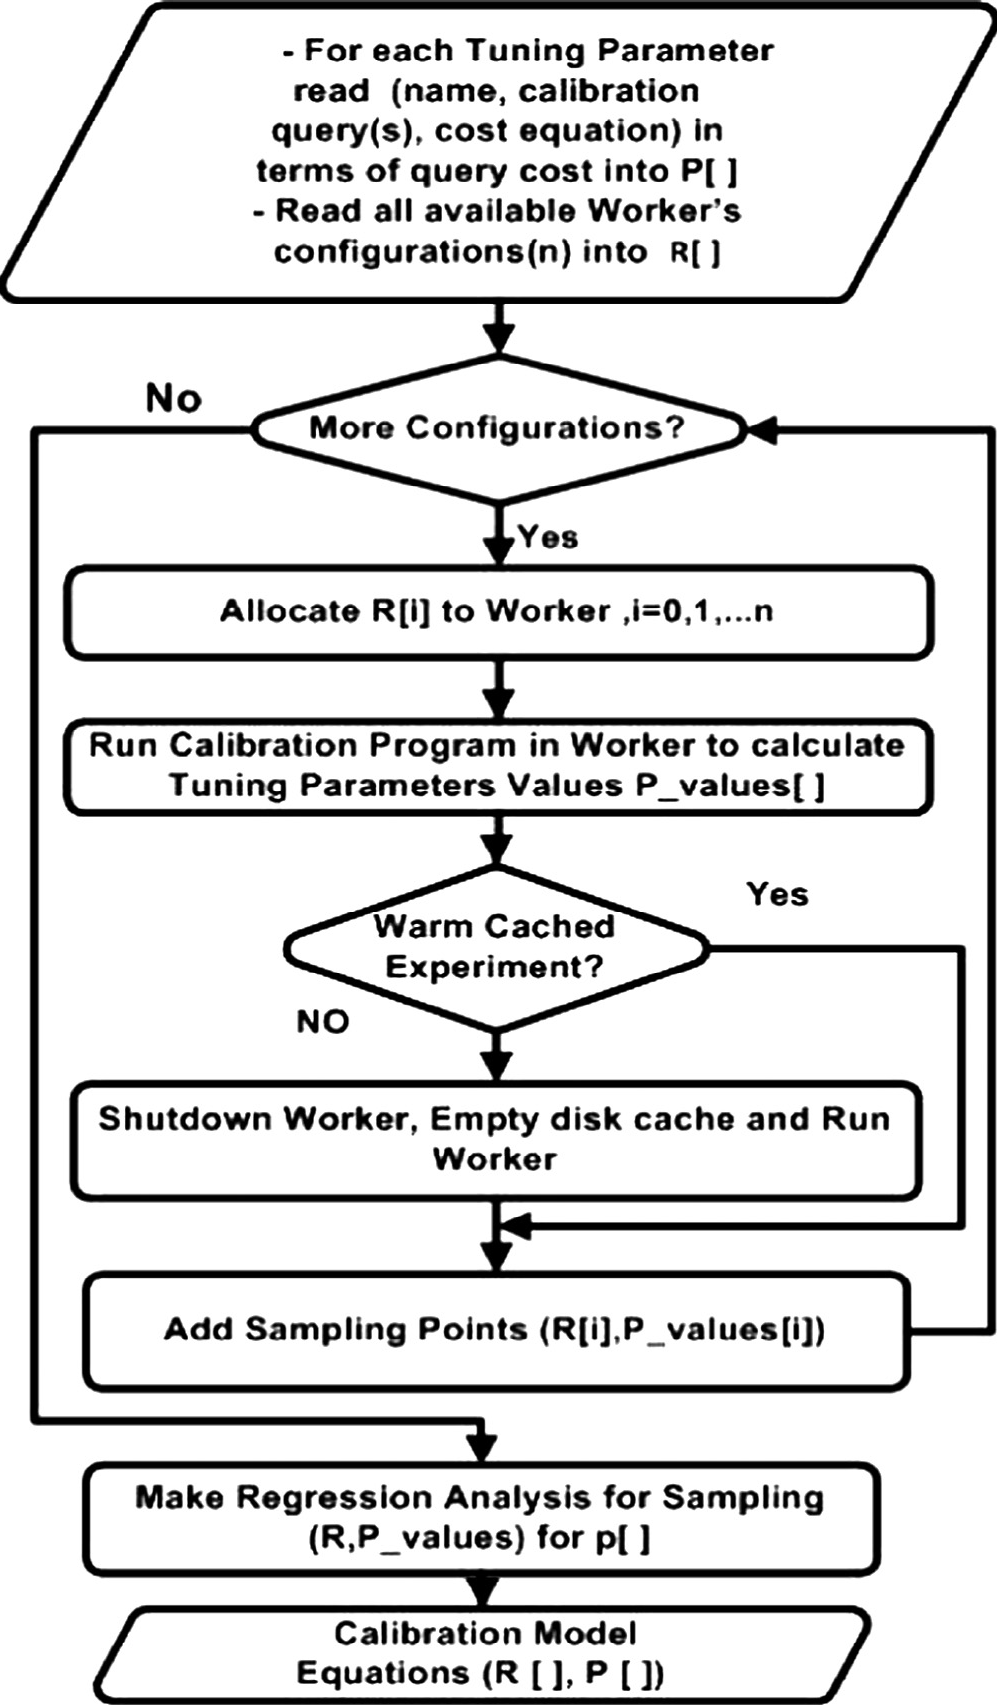 - For each Tuning Parameter
read (name, calibration
query(s), cost equation) in
terms of query cost into P[ ]
- Read all available Worker's
configurations(n) into R[ ]
No
More Configurations?
Yes
Allocate R[i] to Worker ,i=0,1,...n
Run Calibration Program in Worker to calculate
Tuning Parameters Values P_values[ ]
Yes
Warm Cached
Experiment?
NO
Shutdown Worker, Empty disk cache and Run
Worker
Add Sampling Points (R[i],P_values[i])
Make Regression Analysis for Sampling
(R,P_values) for p[ ]
Calibration Model
Equations (R [ ], P [ ])